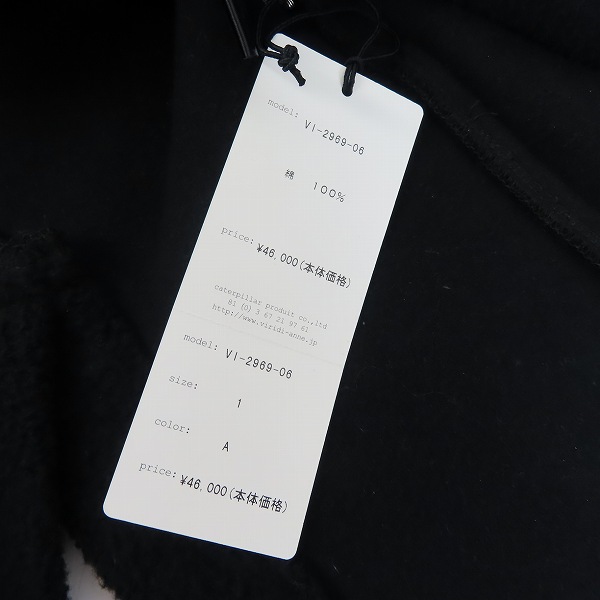 model: VI-2969-06
綿 100%
price: ¥46,000(本体価格)
caterpillar produit co.,ltd
81 (0) 3 67 21 97 61
http://www.viridi-anne.jp
model: VI-2969-06
size: 1
color: A
price: ¥46,000(本体価格)